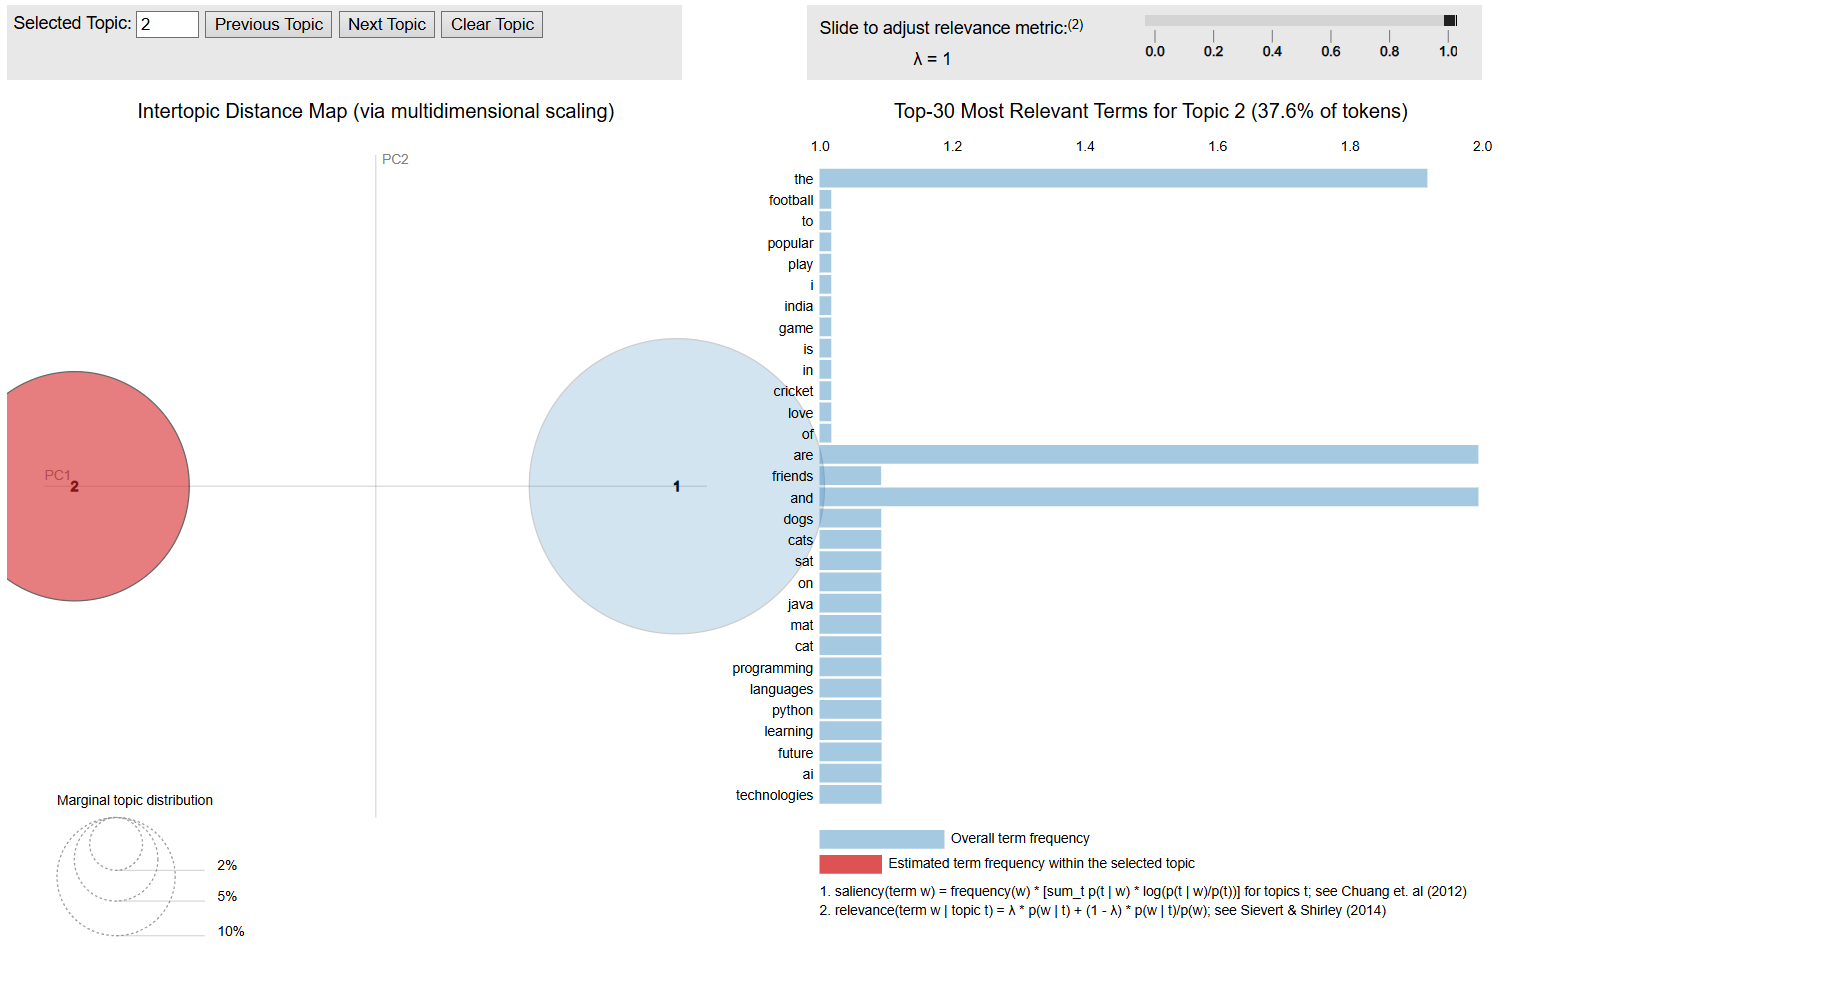 Selected Topic: 2 Previous Topic Next Topic Clear Topic
Slide to adjust relevance metric:(2)
λ = 1
0.0 0.2 0.4 0.6 0.8 1.0
Intertopic Distance Map (via multidimensional scaling)
PC2
PC1
2
1
Marginal topic distribution
2%
5%
10%
Top-30 Most Relevant Terms for Topic 2 (37.6% of tokens)
1.0 1.2 1.4 1.6 1.8 2.0
the
football
to
popular
play
i
india
game
is
in
cricket
love
of
are
friends
and
dogs
cats
sat
on
java
mat
cat
programming
languages
python
learning
future
ai
technologies
Overall term frequency
Estimated term frequency within the selected topic
1. saliency(term w) = frequency(w) * [sum_t p(t | w) * log(p(t | w)/p(t))] for topics t; see Chuang et. al (2012)
2. relevance(term w | topic t) = λ * p(w | t) + (1 - λ) * p(w | t)/p(w); see Sievert & Shirley (2014)